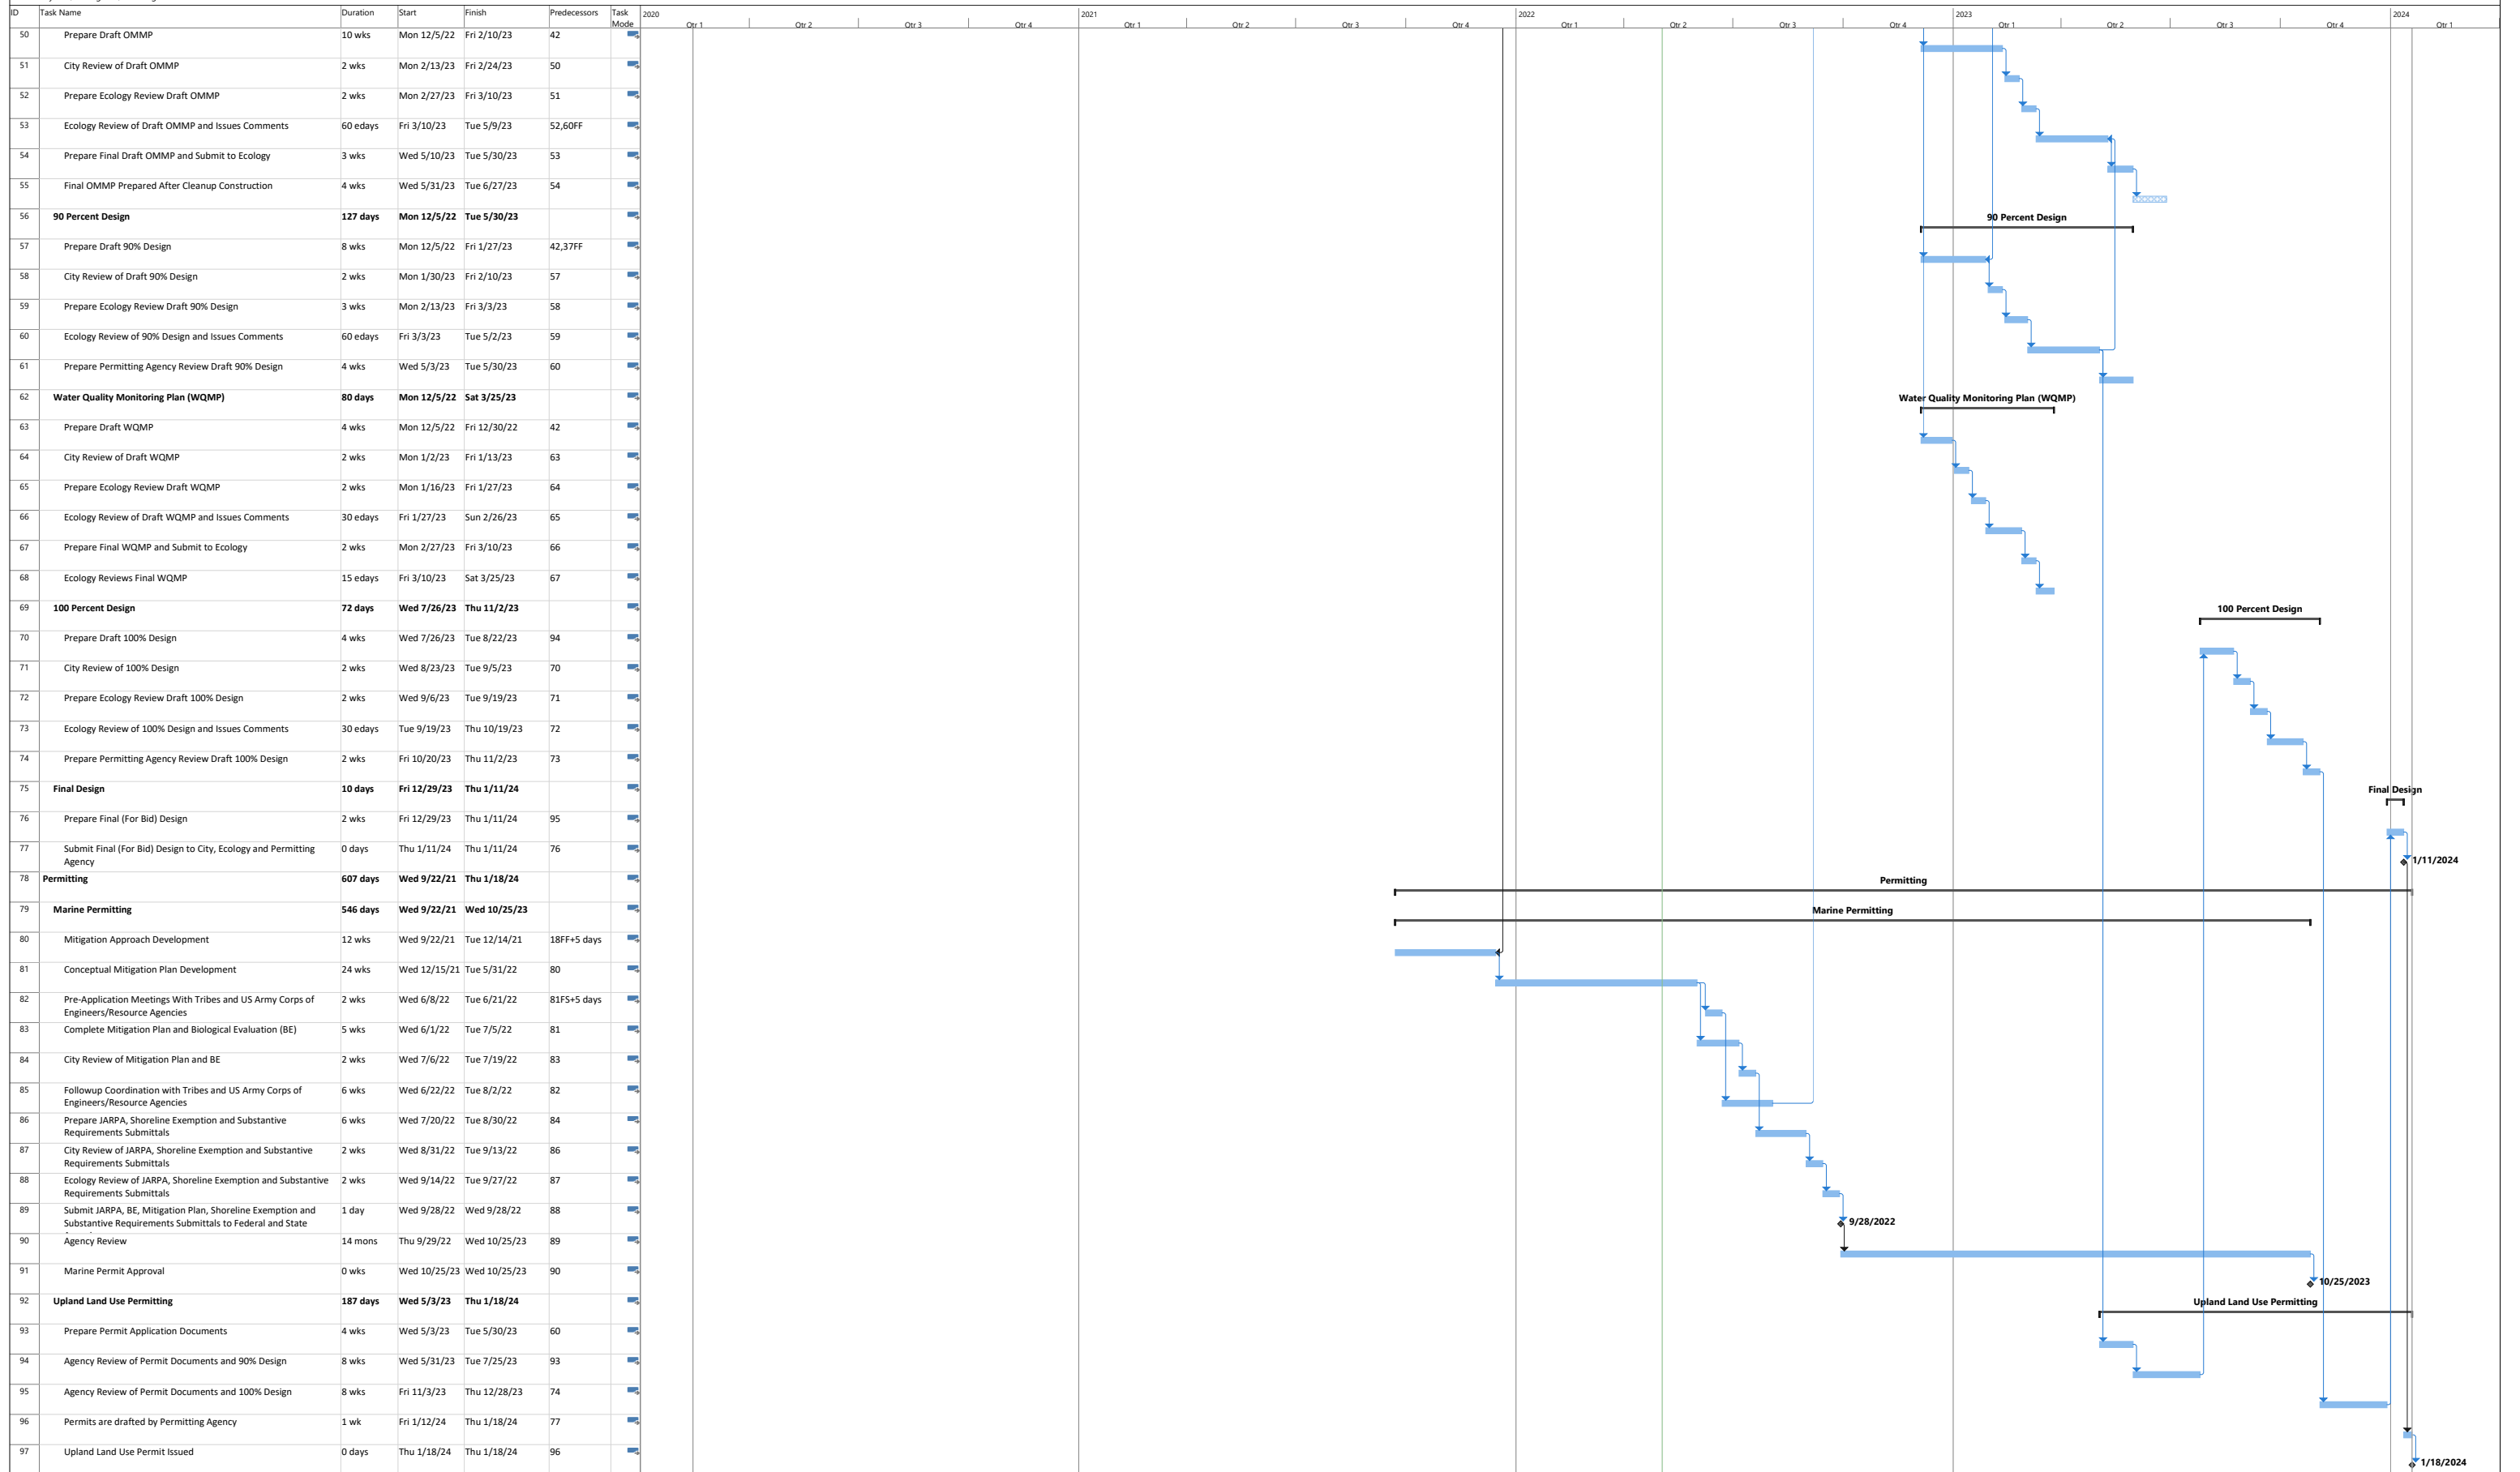 ID Task Name Duration Start Finish Predecessors Task Mode 2020 2021 2022 2023 2024
Qtr 1 Qtr 2 Qtr 3 Qtr 4 Qtr 1 Qtr 2 Qtr 3 Qtr 4 Qtr 1 Qtr 2 Qtr 3 Qtr 4 Qtr 1 Qtr 2 Qtr 3 Qtr 4 Qtr 1
50 Prepare Draft OMMP 10 wks Mon 12/5/22 Fri 2/10/23 42
51 City Review of Draft OMMP 2 wks Mon 2/13/23 Fri 2/24/23 50
52 Prepare Ecology Review Draft OMMP 2 wks Mon 2/27/23 Fri 3/10/23 51
53 Ecology Review of Draft OMMP and Issues Comments 60 edays Fri 3/10/23 Tue 5/9/23 52,60FF
54 Prepare Final Draft OMMP and Submit to Ecology 3 wks Wed 5/10/23 Tue 5/30/23 53
55 Final OMMP Prepared After Cleanup Construction 4 wks Wed 5/31/23 Tue 6/27/23 54
56 90 Percent Design 127 days Mon 12/5/22 Tue 5/30/23
90 Percent Design
57 Prepare Draft 90% Design 8 wks Mon 12/5/22 Fri 1/27/23 42,37FF
58 City Review of Draft 90% Design 2 wks Mon 1/30/23 Fri 2/10/23 57
59 Prepare Ecology Review Draft 90% Design 3 wks Mon 2/13/23 Fri 3/3/23 58
60 Ecology Review of 90% Design and Issues Comments 60 edays Fri 3/3/23 Tue 5/2/23 59
61 Prepare Permitting Agency Review Draft 90% Design 4 wks Wed 5/3/23 Tue 5/30/23 60
62 Water Quality Monitoring Plan (WQMP) 80 days Mon 12/5/22 Sat 3/25/23
Water Quality Monitoring Plan (WQMP)
63 Prepare Draft WQMP 4 wks Mon 12/5/22 Fri 12/30/22 42
64 City Review of Draft WQMP 2 wks Mon 1/2/23 Fri 1/13/23 63
65 Prepare Ecology Review Draft WQMP 2 wks Mon 1/16/23 Fri 1/27/23 64
66 Ecology Review of Draft WQMP and Issues Comments 30 edays Fri 1/27/23 Sun 2/26/23 65
67 Prepare Final WQMP and Submit to Ecology 2 wks Mon 2/27/23 Fri 3/10/23 66
68 Ecology Reviews Final WQMP 15 edays Fri 3/10/23 Sat 3/25/23 67
69 100 Percent Design 72 days Wed 7/26/23 Thu 11/2/23
100 Percent Design
70 Prepare Draft 100% Design 4 wks Wed 7/26/23 Tue 8/22/23 94
71 City Review of 100% Design 2 wks Wed 8/23/23 Tue 9/5/23 70
72 Prepare Ecology Review Draft 100% Design 2 wks Wed 9/6/23 Tue 9/19/23 71
73 Ecology Review of 100% Design and Issues Comments 30 edays Tue 9/19/23 Thu 10/19/23 72
74 Prepare Permitting Agency Review Draft 100% Design 2 wks Fri 10/20/23 Thu 11/2/23 73
75 Final Design 10 days Fri 12/29/23 Thu 1/11/24
Final Design
76 Prepare Final (For Bid) Design 2 wks Fri 12/29/23 Thu 1/11/24 95
77 Submit Final (For Bid) Design to City, Ecology and Permitting 0 days Thu 1/11/24 Thu 1/11/24 76
Agency
1/11/2024
78 Permitting 607 days Wed 9/22/21 Thu 1/18/24
Permitting
79 Marine Permitting 546 days Wed 9/22/21 Wed 10/25/23
Marine Permitting
80 Mitigation Approach Development 12 wks Wed 9/22/21 Tue 12/14/21 18FF+5 days
81 Conceptual Mitigation Plan Development 24 wks Wed 12/15/21 Tue 5/31/22 80
82 Pre-Application Meetings With Tribes and US Army Corps of 2 wks Wed 6/8/22 Tue 6/21/22 81FS+5 days
Engineers/Resource Agencies
83 Complete Mitigation Plan and Biological Evaluation (BE) 5 wks Wed 6/1/22 Tue 7/5/22 81
84 City Review of Mitigation Plan and BE 2 wks Wed 7/6/22 Tue 7/19/22 83
85 Followup Coordination with Tribes and US Army Corps of 6 wks Wed 6/22/22 Tue 8/2/22 82
Engineers/Resource Agencies
86 Prepare JARPA, Shoreline Exemption and Substantive 6 wks Wed 7/20/22 Tue 8/30/22 84
Requirements Submittals
87 City Review of JARPA, Shoreline Exemption and Substantive 2 wks Wed 8/31/22 Tue 9/13/22 86
Requirements Submittals
88 Ecology Review of JARPA, Shoreline Exemption and Substantive 2 wks Wed 9/14/22 Tue 9/27/22 87
Requirements Submittals
89 Submit JARPA, BE, Mitigation Plan, Shoreline Exemption and 1 day Wed 9/28/22 Wed 9/28/22 88
Substantive Requirements Submittals to Federal and State
9/28/2022
90 Agency Review 14 mons Thu 9/29/22 Wed 10/25/23 89
91 Marine Permit Approval 0 wks Wed 10/25/23 Wed 10/25/23 90
10/25/2023
92 Upland Land Use Permitting 187 days Wed 5/3/23 Thu 1/18/24
Upland Land Use Permitting
93 Prepare Permit Application Documents 4 wks Wed 5/3/23 Tue 5/30/23 60
94 Agency Review of Permit Documents and 90% Design 8 wks Wed 5/31/23 Tue 7/25/23 93
95 Agency Review of Permit Documents and 100% Design 8 wks Fri 11/3/23 Thu 12/28/23 74
96 Permits are drafted by Permitting Agency 1 wk Fri 1/12/24 Thu 1/18/24 77
97 Upland Land Use Permit Issued 0 days Thu 1/18/24 Thu 1/18/24 96
1/18/2024